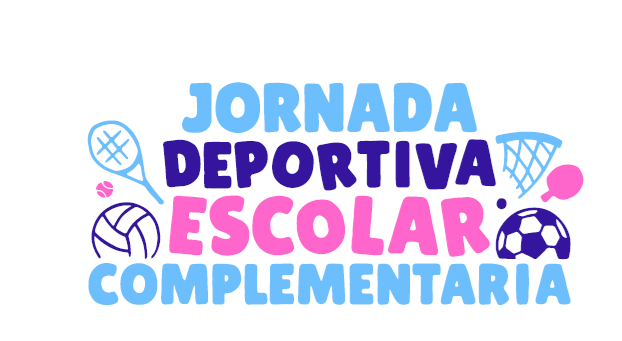 JORNADA
DEPORTIVA
ESCOLAR
COMPLEMENTARIA